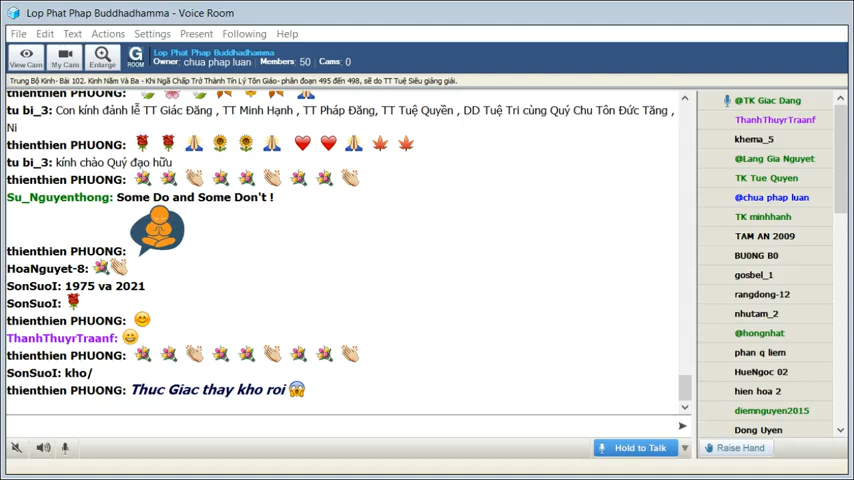 Lop Phat Phap Buddhadhamma - Voice Room
File Edit Text Actions Settings Present Following Help
View Cam My Cam Enlarge G ROOM
Lop Phat Phap Buddhadhamma
Owner: chua phap luan Members: 50 Cams: 0
Trung Bộ Kinh- Bài 102. Kinh Năm Và Ba - Khi Ngã Chấp Trở Thành Tín Lý Tôn Giáo- phân đoạn 495 đến 498, sẽ do TT Tuệ Siêu giảng giải.
thienthien PHUONG:
tu bi_3: Con kính đảnh lễ TT Giác Đăng , TT Minh Hạnh , TT Pháp Đăng, TT Tuệ Quyền , DD Tuệ Tri cùng Quý Chu Tôn Đức Tăng ,
Ni
thienthien PHUONG:
tu bi_3: kính chào Quý đạo hữu
thienthien PHUONG:
Su_Nguyenthong: Some Do and Some Don't !
thienthien PHUONG:
HoaNguyet-8:
SonSuoI: 1975 va 2021
SonSuoI:
thienthien PHUONG:
ThanhThuyrTraanf:
thienthien PHUONG:
SonSuoI: kho/
thienthien PHUONG: Thuc Giac thay kho roi
@TK Giac Dang
ThanhThuyrTraanf
khema_5
@Lang Gia Nguyet
TK Tue Quyen
@chua phap luan
TK minhhanh
TAM AN 2009
BUONG B0
gosbel_1
rangdong-12
nhutam_2
@hongnhat
phan q liem
HueNgoc 02
hien hoa 2
diemnguyen2015
Dong Uyen
Hold to Talk
Raise Hand